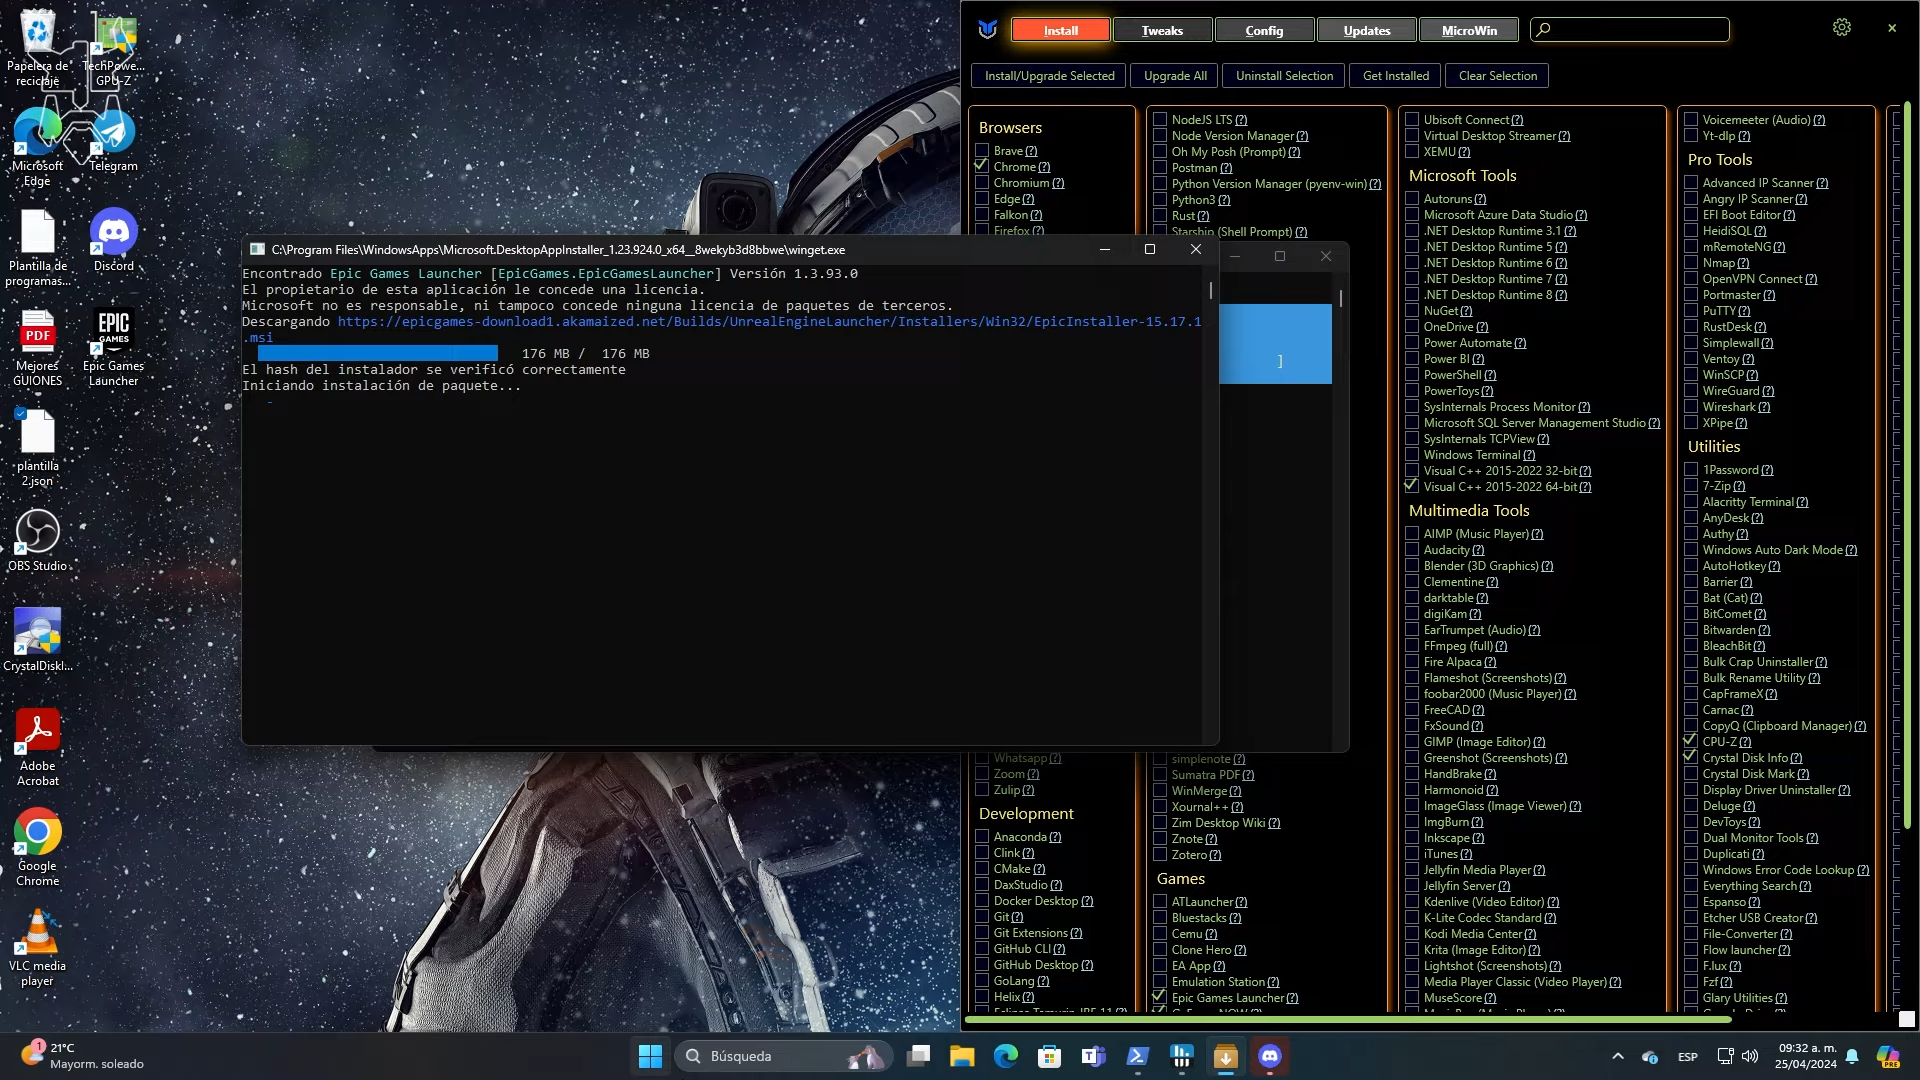 Papelera de
reciclaje
TechPowe...
GPU-Z
Microsoft
Edge
Telegram
Plantilla de
programas...
Discord
PDF
Mejores
GUIONES
EPIC
GAMES
Epic Games
Launcher
plantilla
2.json
OBS Studio
CrystalDiskI...
Adobe
Acrobat
Google
Chrome
VLC media
player
C:\Program Files\WindowsApps\Microsoft.DesktopAppInstaller_1.23.924.0_x64__8wekyb3d8bbwe\winget.exe
Encontrado Epic Games Launcher [EpicGames.EpicGamesLauncher] Versión 1.3.93.0
El propietario de esta aplicación le concede una licencia.
Microsoft no es responsable, ni tampoco concede ninguna licencia de paquetes de terceros.
Descargando https://epicgames-download1.akamaized.net/Builds/UnrealEngineLauncher/Installers/Win32/EpicInstaller-15.17.1
.msi
176 MB / 176 MB
El hash del instalador se verificó correctamente
Iniciando instalación de paquete...
-
]
Install
Tweaks
Config
Updates
MicroWin
Install/Upgrade Selected
Upgrade All
Uninstall Selection
Get Installed
Clear Selection
Browsers
Brave (?)
Chrome (?)
Chromium (?)
Edge (?)
Falkon (?)
Firefox (?)
Whatsapp (?)
Zoom (?)
Zulip (?)
Development
Anaconda (?)
Clink (?)
CMake (?)
DaxStudio (?)
Docker Desktop (?)
Git (?)
Git Extensions (?)
GitHub CLI (?)
GitHub Desktop (?)
GoLang (?)
Helix (?)
NodeJS LTS (?)
Node Version Manager (?)
Oh My Posh (Prompt) (?)
Postman (?)
Python Version Manager (pyenv-win) (?)
Python3 (?)
Rust (?)
Starship (Shell Prompt) (?)
simplenote (?)
Sumatra PDF (?)
WinMerge (?)
Xournal++ (?)
Zim Desktop Wiki (?)
Znote (?)
Zotero (?)
Games
ATLauncher (?)
Bluestacks (?)
Cemu (?)
Clone Hero (?)
EA App (?)
Emulation Station (?)
Epic Games Launcher (?)
Ubisoft Connect (?)
Virtual Desktop Streamer (?)
XEMU (?)
Microsoft Tools
Autoruns (?)
Microsoft Azure Data Studio (?)
.NET Desktop Runtime 3.1 (?)
.NET Desktop Runtime 5 (?)
.NET Desktop Runtime 6 (?)
.NET Desktop Runtime 7 (?)
.NET Desktop Runtime 8 (?)
NuGet (?)
OneDrive (?)
Power Automate (?)
Power BI (?)
PowerShell (?)
PowerToys (?)
SysInternals Process Monitor (?)
Microsoft SQL Server Management Studio (?)
SysInternals TCPView (?)
Windows Terminal (?)
Visual C++ 2015-2022 32-bit (?)
Visual C++ 2015-2022 64-bit (?)
Multimedia Tools
AIMP (Music Player) (?)
Audacity (?)
Blender (3D Graphics) (?)
Clementine (?)
darktable (?)
digiKam (?)
EarTrumpet (Audio) (?)
FFmpeg (full) (?)
Fire Alpaca (?)
Flameshot (Screenshots) (?)
foobar2000 (Music Player) (?)
FreeCAD (?)
FxSound (?)
GIMP (Image Editor) (?)
Greenshot (Screenshots) (?)
HandBrake (?)
Harmonoid (?)
ImageGlass (Image Viewer) (?)
ImgBurn (?)
Inkscape (?)
iTunes (?)
Jellyfin Media Player (?)
Jellyfin Server (?)
Kdenlive (Video Editor) (?)
K-Lite Codec Standard (?)
Kodi Media Center (?)
Krita (Image Editor) (?)
Lightshot (Screenshots) (?)
Media Player Classic (Video Player) (?)
MuseScore (?)
Voicemeeter (Audio) (?)
Yt-dlp (?)
Pro Tools
Advanced IP Scanner (?)
Angry IP Scanner (?)
EFI Boot Editor (?)
HeidiSQL (?)
mRemoteNG (?)
Nmap (?)
OpenVPN Connect (?)
Portmaster (?)
PuTTY (?)
RustDesk (?)
Simplewall (?)
Ventoy (?)
WinSCP (?)
WireGuard (?)
Wireshark (?)
XPipe (?)
Utilities
1Password (?)
7-Zip (?)
Alacritty Terminal (?)
AnyDesk (?)
Authy (?)
Windows Auto Dark Mode (?)
AutoHotkey (?)
Barrier (?)
Bat (Cat) (?)
BitComet (?)
Bitwarden (?)
BleachBit (?)
Bulk Crap Uninstaller (?)
Bulk Rename Utility (?)
CapFrameX (?)
Carnac (?)
CopyQ (Clipboard Manager) (?)
CPU-Z (?)
Crystal Disk Info (?)
Crystal Disk Mark (?)
Display Driver Uninstaller (?)
Deluge (?)
DevToys (?)
Dual Monitor Tools (?)
Duplicati (?)
Windows Error Code Lookup (?)
Everything Search (?)
Espanso (?)
Etcher USB Creator (?)
File-Converter (?)
Flow launcher (?)
F.lux (?)
Fzf (?)
Glary Utilities (?)
1
21°C
Mayorm. soleado
Búsqueda
ESP
09:32 a. m.
25/04/2024
PRE